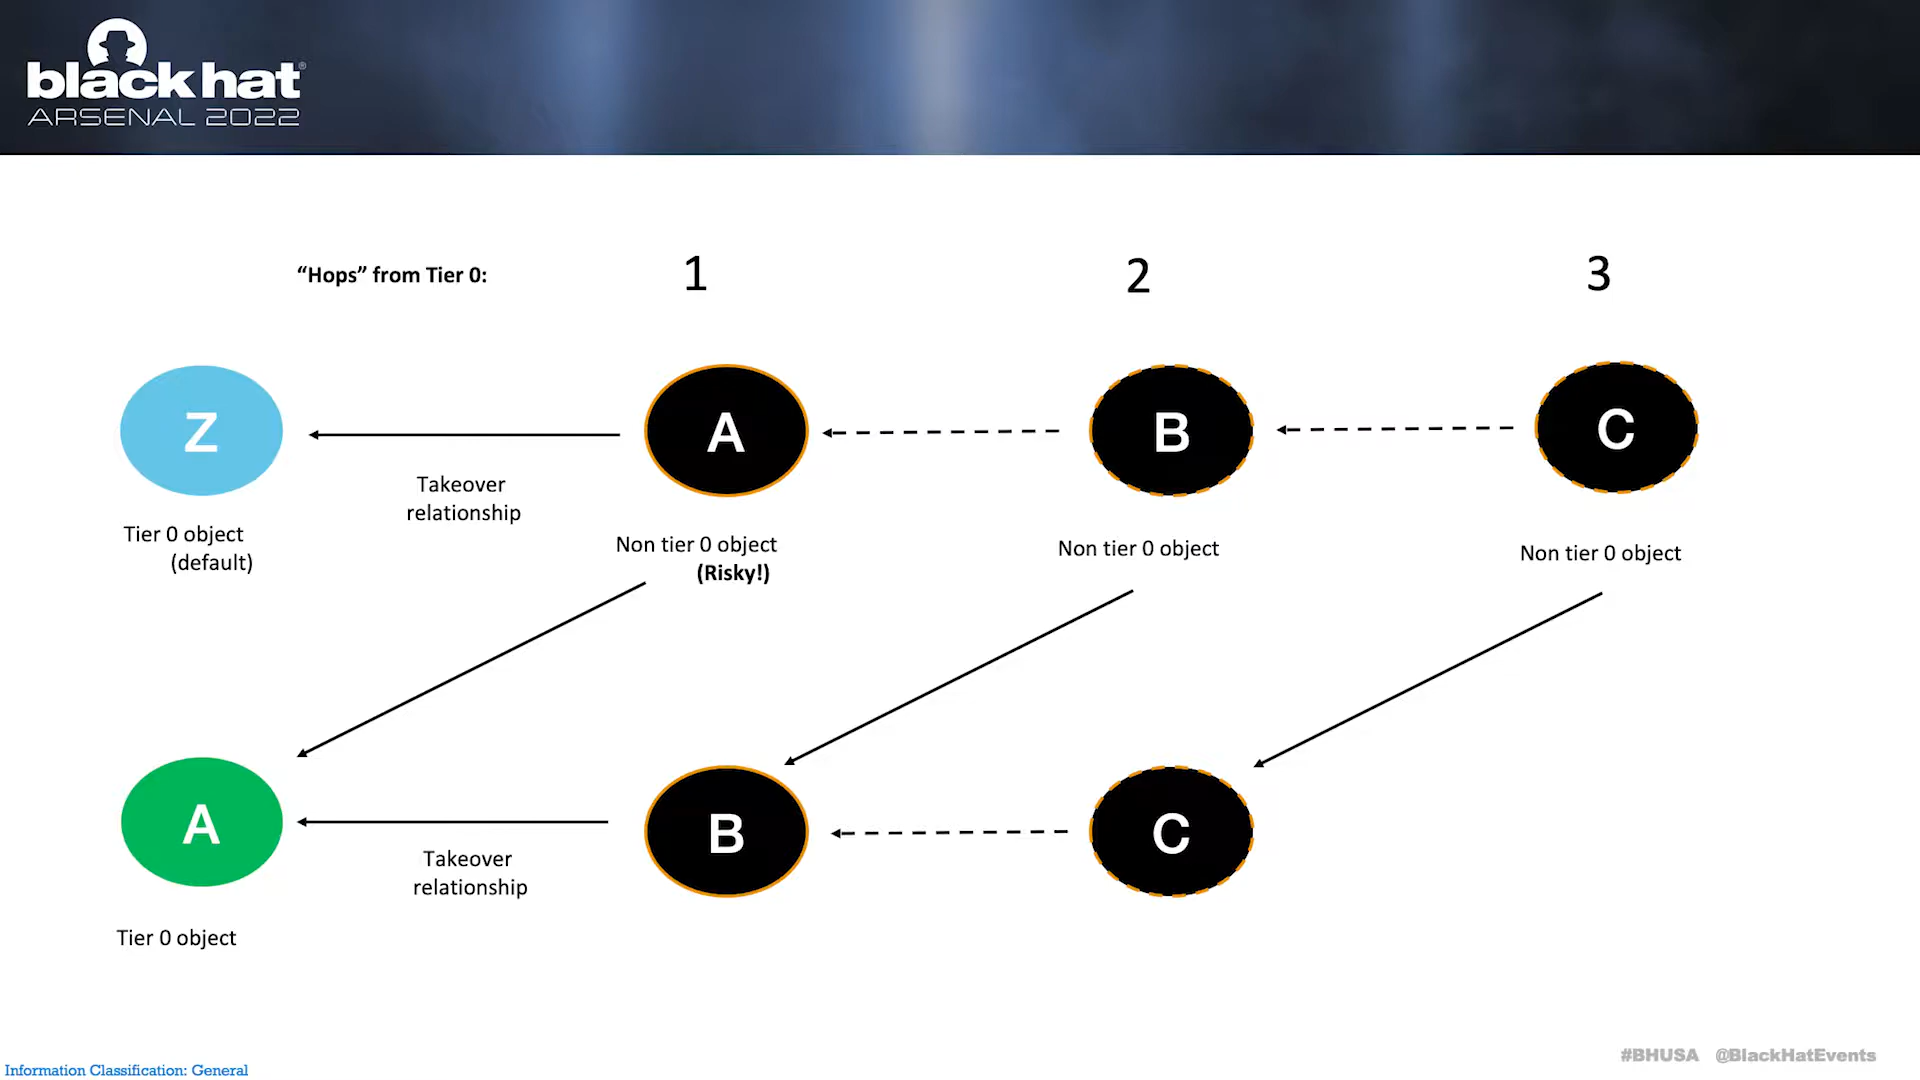 black hat®
ARSENAL 2022
“Hops” from Tier 0:
1
2
3
Z
A
B
C
Takeover
relationship
Tier 0 object
(default)
Non tier 0 object
(Risky!)
Non tier 0 object
Non tier 0 object
A
B
C
Takeover
relationship
Tier 0 object
#BHUSA @BlackHatEvents
Information Classification: General